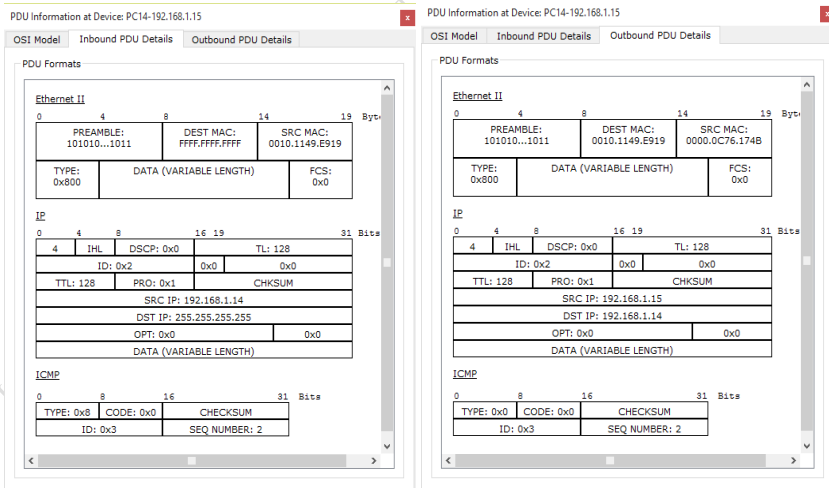 PDU Information at Device: PC14-192.168.1.15
x
OSI Model Inbound PDU Details Outbound PDU Details
PDU Formats
Ethernet II
0 4 8 14 19 Byt
PREAMBLE: DEST MAC: SRC MAC:
101010...1011 FFFF.FFFF.FFFF 0010.1149.E919
TYPE: DATA (VARIABLE LENGTH) FCS:
0x800 0x0
IP
0 4 8 16 19 31 Bits
4 IHL DSCP: 0x0 TL: 128
ID: 0x2 0x0 0x0
TTL: 128 PRO: 0x1 CHKSUM
SRC IP: 192.168.1.14
DST IP: 255.255.255.255
OPT: 0x0 0x0
DATA (VARIABLE LENGTH)
ICMP
0 8 16 31 Bits
TYPE: 0x8 CODE: 0x0 CHECKSUM
ID: 0x3 SEQ NUMBER: 2
PDU Information at Device: PC14-192.168.1.15
x
OSI Model Inbound PDU Details Outbound PDU Details
PDU Formats
Ethernet II
0 4 8 14 19 Byt
PREAMBLE: DEST MAC: SRC MAC:
101010...1011 0010.1149.E919 0000.0C76.174B
TYPE: DATA (VARIABLE LENGTH) FCS:
0x800 0x0
IP
0 4 8 16 19 31 Bits
4 IHL DSCP: 0x0 TL: 128
ID: 0x2 0x0 0x0
TTL: 128 PRO: 0x1 CHKSUM
SRC IP: 192.168.1.15
DST IP: 192.168.1.14
OPT: 0x0 0x0
DATA (VARIABLE LENGTH)
ICMP
0 8 16 31 Bits
TYPE: 0x0 CODE: 0x0 CHECKSUM
ID: 0x3 SEQ NUMBER: 2